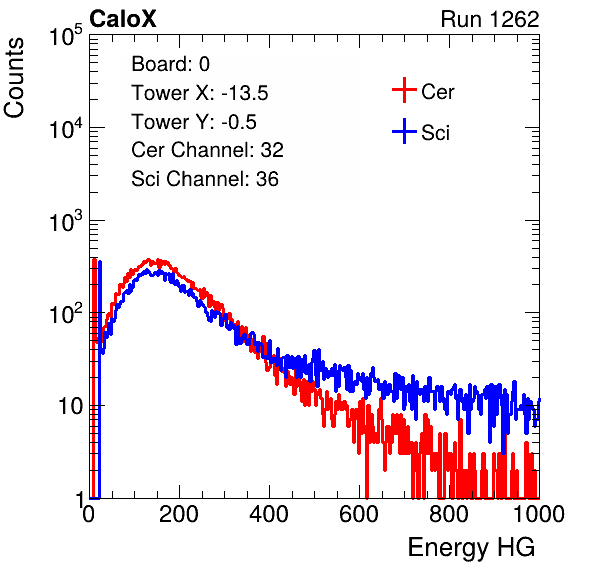 CaloX
Run 1262
Counts
Board: 0
Tower X: -13.5
Tower Y: -0.5
Cer Channel: 32
Sci Channel: 36
Cer
Sci
10^5
10^4
10^3
10^2
10
1
0 200 400 600 800 1000
Energy HG